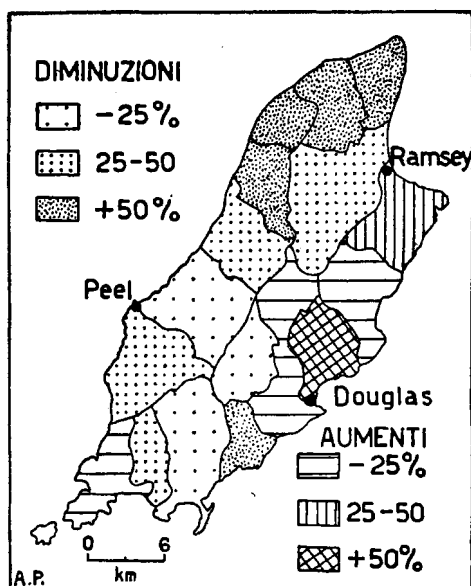 DIMINUZIONI
-25%
25-50
+50%
Ramsey
Peel
Douglas
AUMENTI
-25%
25-50
+50%
0 6
km
A.P.